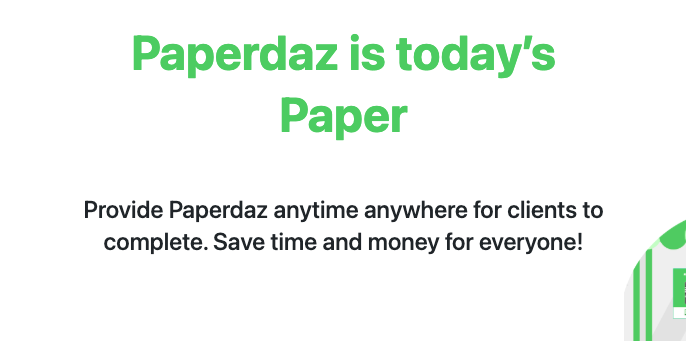 Paperdaz is today’s
Paper
Provide Paperdaz anytime anywhere for clients to
complete. Save time and money for everyone!